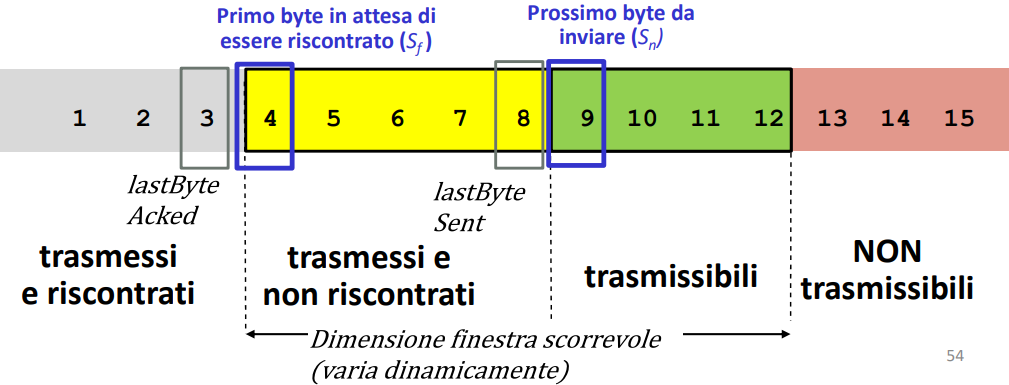 Primo byte in attesa di
essere riscontrato (Sf )
Prossimo byte da
inviare (Sn)
1 2 3 4 5 6 7 8 9 10 11 12 13 14 15
lastByte
Acked
lastByte
Sent
trasmessi
e riscontrati
trasmessi e
non riscontrati
trasmissibili
NON
trasmissibili
Dimensione finestra scorrevole
(varia dinamicamente)
54